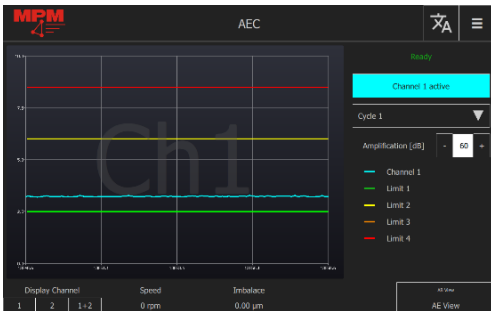 MPM
AEC
文A
Ready
Ch1
Channel 1 active
Cycle 1
Amplification [dB] - 60 +
Channel 1
Limit 1
Limit 2
Limit 3
Limit 4
Display Channel
1 2 1+2
Speed
0 rpm
Imbalace
0.00 µm
AE View
AE View